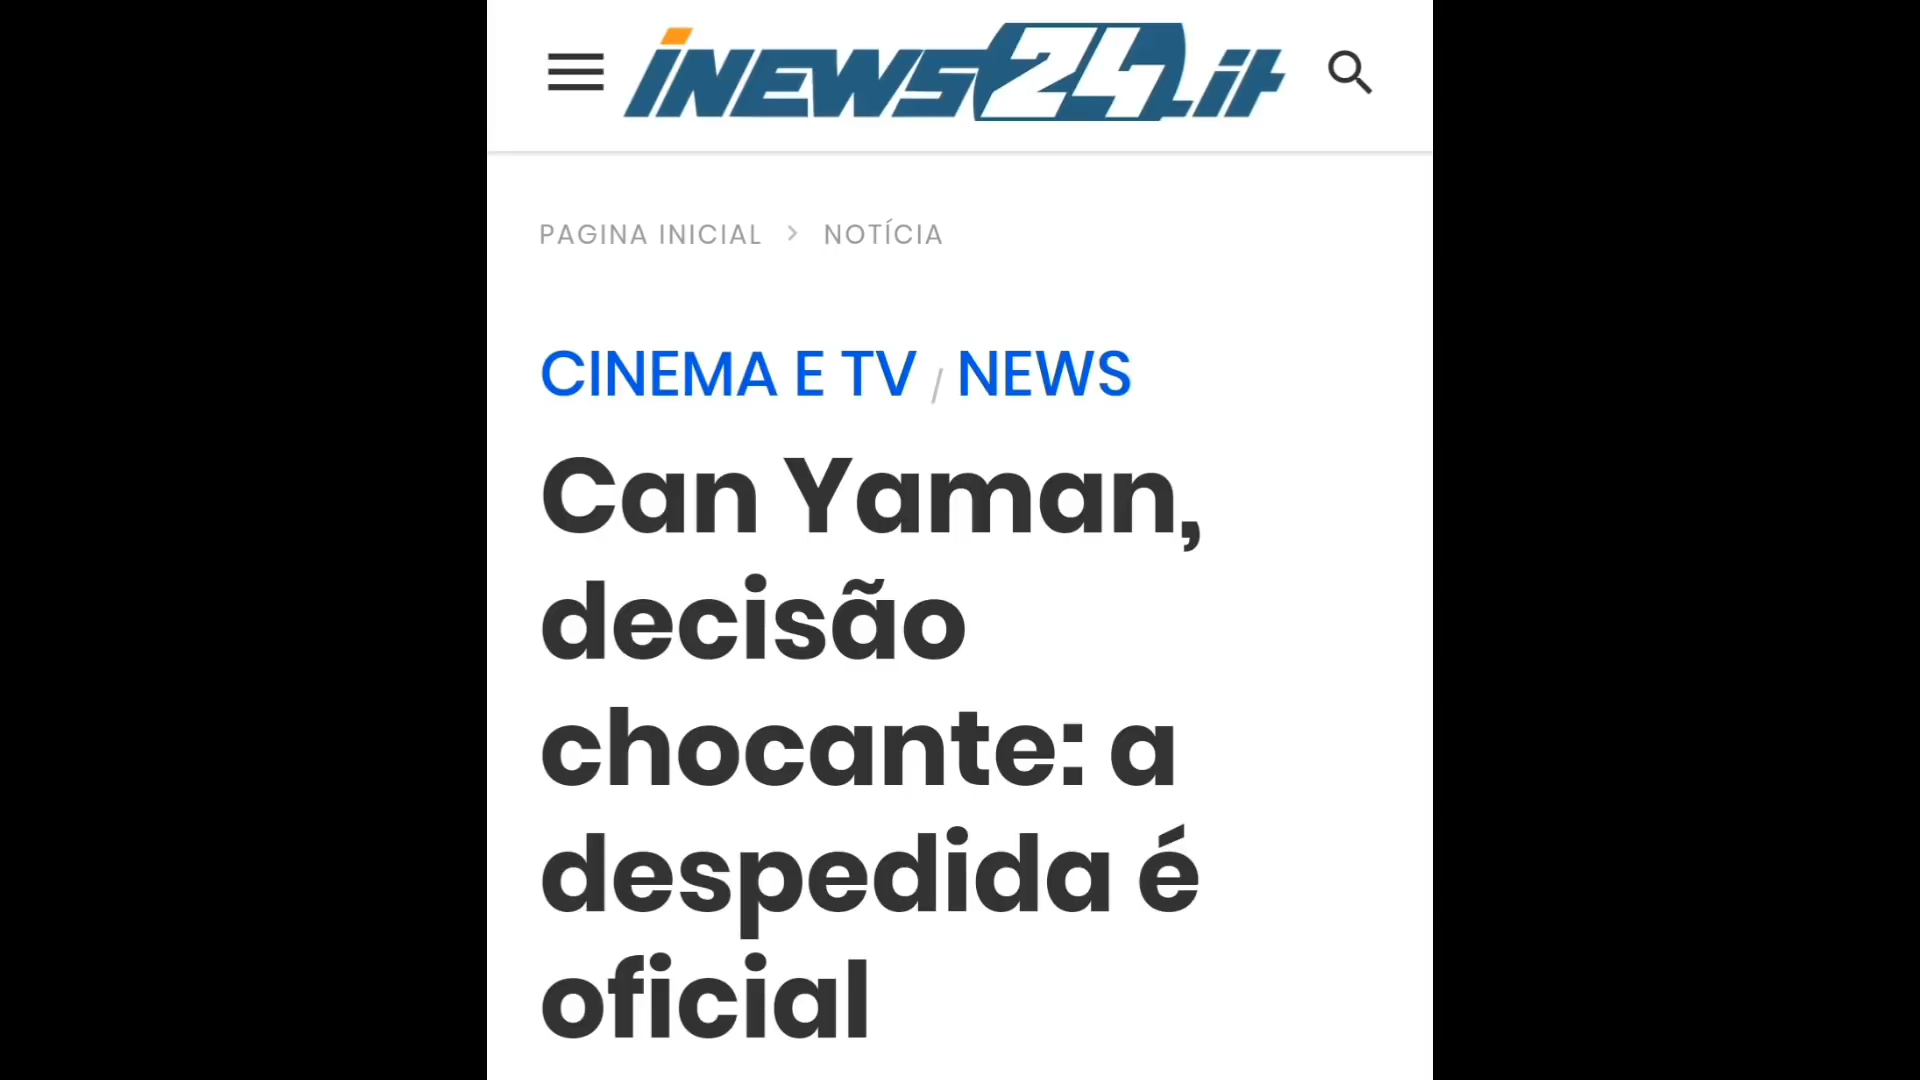 iNEWS24.it
PAGINA INICIAL > NOTÍCIA
CINEMA E TV / NEWS
Can Yaman,
decisão
chocante: a
despedida é
oficial